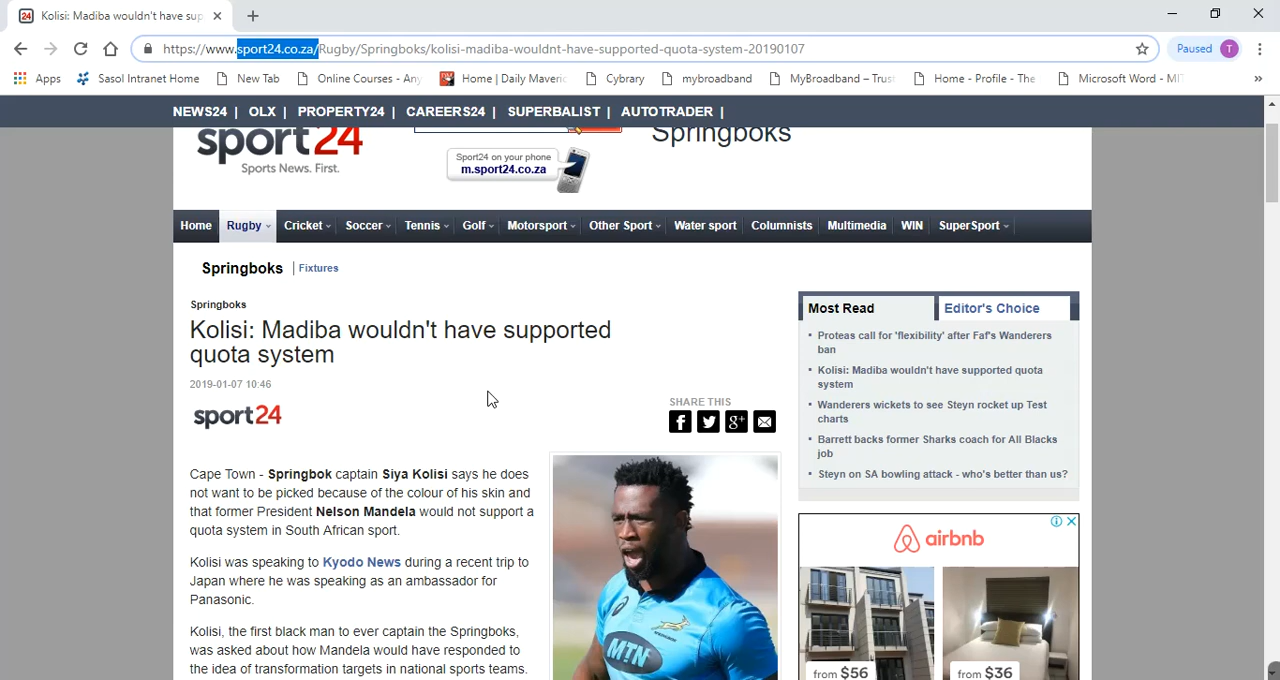 24 Kolisi: Madiba wouldn't have sup
https://www.sport24.co.za/Rugby/Springboks/kolisi-madiba-wouldnt-have-supported-quota-system-20190107
Paused T
Apps Sasol Intranet Home New Tab Online Courses - Any Home | Daily Maveric Cybrary mybroadband MyBroadband – Trust Home - Profile - The Microsoft Word - MIT
NEWS24 | OLX | PROPERTY24 | CAREERS24 | SUPERBALIST | AUTOTRADER |
sport24
Sports News. First.
Sport24 on your phone
m.sport24.co.za
Springboks
Home Rugby Cricket Soccer Tennis Golf Motorsport Other Sport Water sport Columnists Multimedia WIN SuperSport
Springboks | Fixtures
Springboks
Kolisi: Madiba wouldn't have supported
quota system
2019-01-07 10:46
sport24
SHARE THIS
Cape Town - Springbok captain Siya Kolisi says he does
not want to be picked because of the colour of his skin and
that former President Nelson Mandela would not support a
quota system in South African sport.
Kolisi was speaking to Kyodo News during a recent trip to
Japan where he was speaking as an ambassador for
Panasonic.
Kolisi, the first black man to ever captain the Springboks,
was asked about how Mandela would have responded to
the idea of transformation targets in national sports teams.
MTN
Most Read Editor's Choice
Proteas call for 'flexibility' after Faf's Wanderers
ban
Kolisi: Madiba wouldn't have supported quota
system
Wanderers wickets to see Steyn rocket up Test
charts
Barrett backs former Sharks coach for All Blacks
job
Steyn on SA bowling attack - who's better than us?
airbnb
from $56 from $36